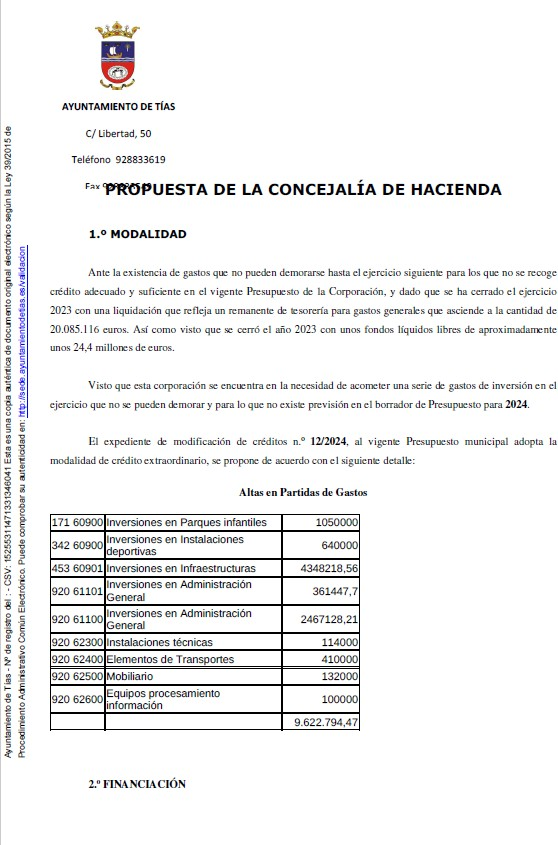 AYUNTAMIENTO DE TÍAS
C/ Libertad, 50
Teléfono 928833619
Fax
PROPUESTA DE LA CONCEJALÍA DE HACIENDA
1.º MODALIDAD
Ante la existencia de gastos que no pueden demorarse hasta el ejercicio siguiente para los que no se recoge
crédito adecuado y suficiente en el vigente Presupuesto de la Corporación, y dado que se ha cerrado el ejercicio
2023 con una liquidación que refleja un remanente de tesorería para gastos generales que asciende a la cantidad de
20.085.116 euros. Así como visto que se cerró el año 2023 con unos fondos líquidos libres de aproximadamente
unos 24,4 millones de euros.
Visto que esta corporación se encuentra en la necesidad de acometer una serie de gastos de inversión en el
ejercicio que no se pueden demorar y para lo que no existe previsión en el borrador de Presupuesto para 2024.
El expediente de modificación de créditos n.º 12/2024, al vigente Presupuesto municipal adopta la
modalidad de crédito extraordinario, se propone de acuerdo con el siguiente detalle:
Altas en Partidas de Gastos
171 60900 Inversiones en Parques infantiles 1050000
342 60900 Inversiones en Instalaciones deportivas 640000
453 60901 Inversiones en Infraestructuras 4348218,56
920 61101 Inversiones en Administración General 361447,7
920 61100 Inversiones en Administración General 2467128,21
920 62300 Instalaciones técnicas 114000
920 62400 Elementos de Transportes 410000
920 62500 Mobiliario 132000
920 62600 Equipos procesamiento información 100000
9.622.794,47
2.º FINANCIACIÓN
Ayuntamiento de Tías - Nº de registro del : - CSV: 15255311471331346041 Esta es una copia auténtica de documento original electrónico según la Ley 39/2015 de
Procedimiento Administrativo Común Electrónico. Puede comprobar su autenticidad en: http://sede.ayuntamientodetias.es/validacion